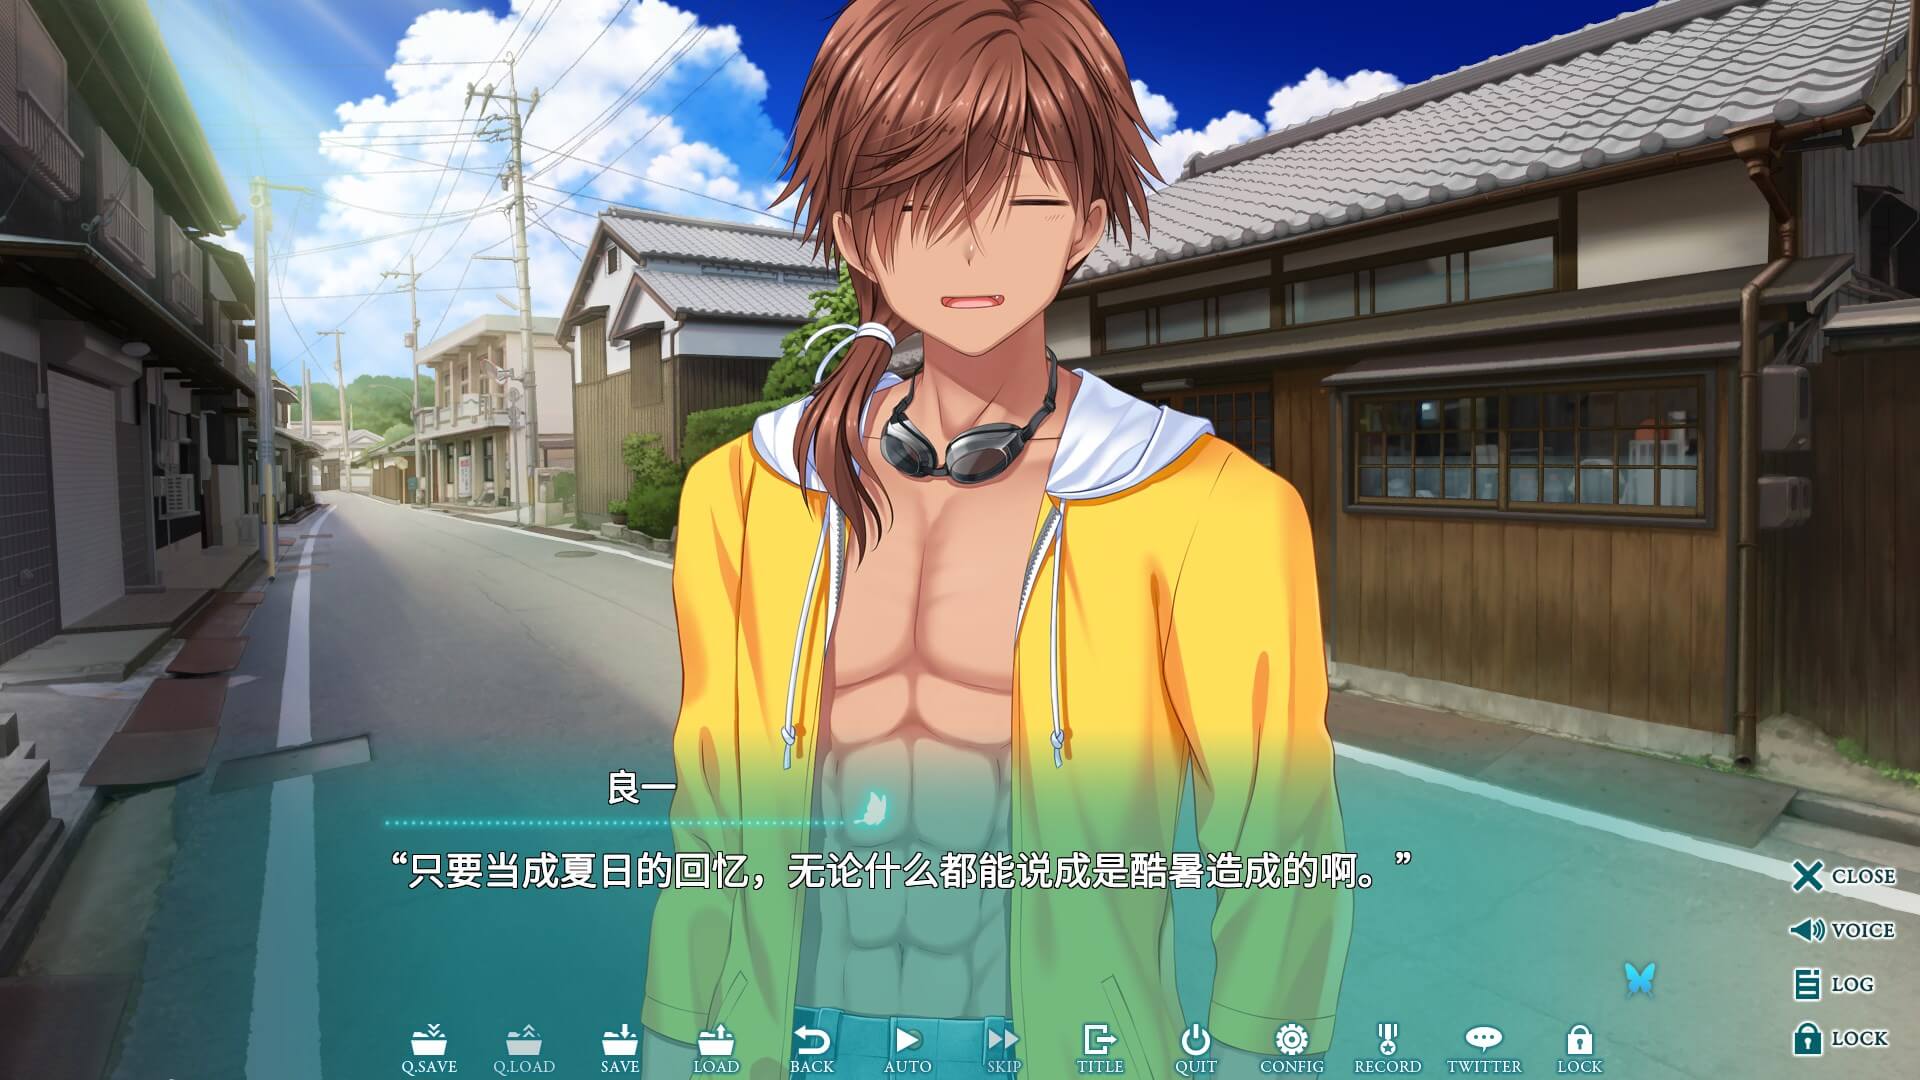 良一
“只要当成夏日的回忆，无论什么都能说成是酷暑造成的啊。”
CLOSE
VOICE
LOG
LOCK
Q.SAVE Q.LOAD SAVE LOAD BACK AUTO SKIP TITLE QUIT CONFIG RECORD TWITTER LOCK